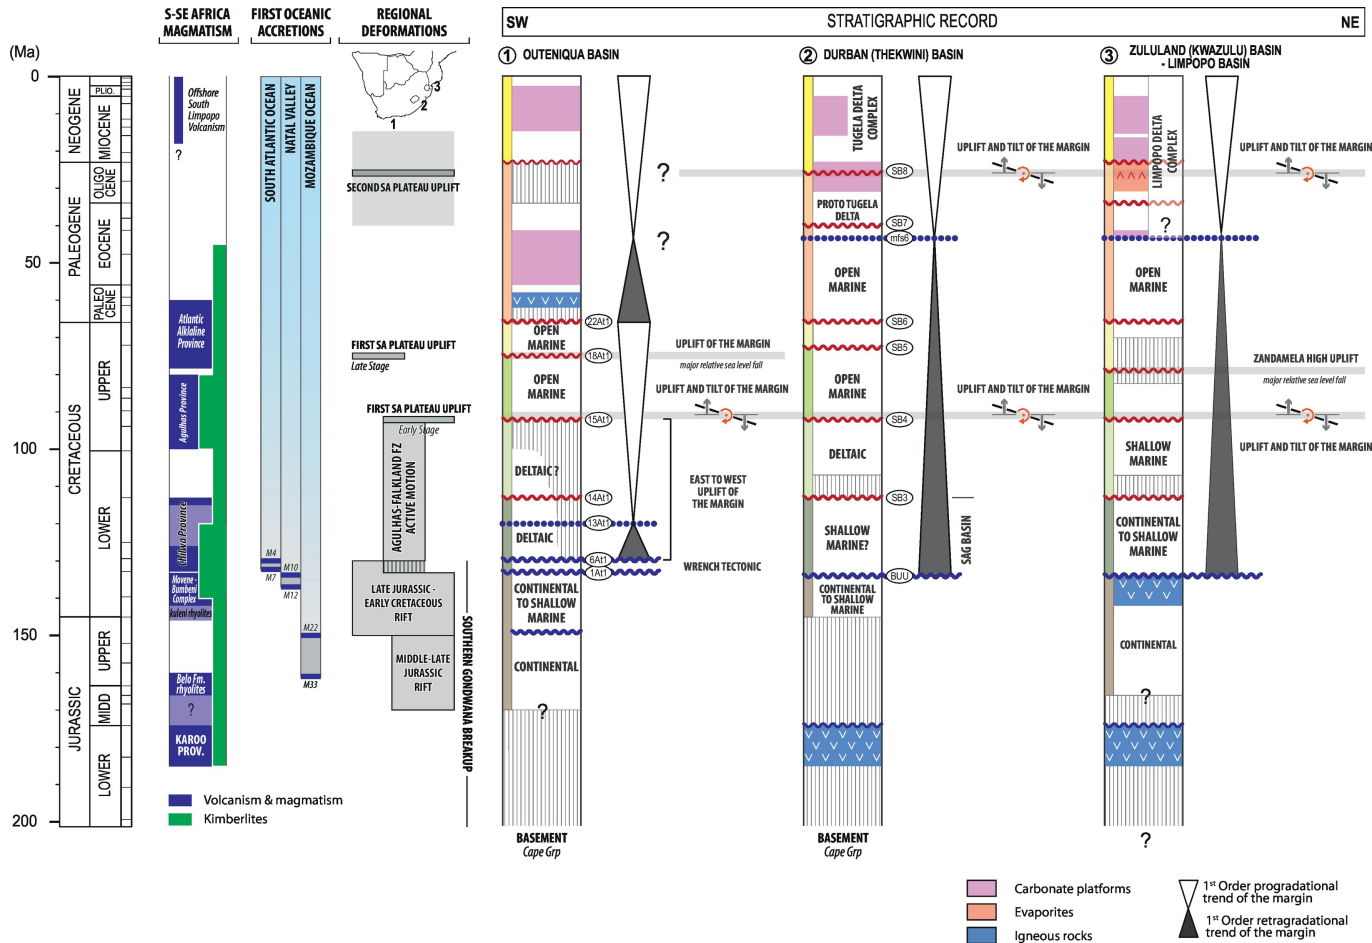 S-SE AFRICA
MAGMATISM
FIRST OCEANIC
ACCRETIONS
REGIONAL
DEFORMATIONS
SW
STRATIGRAPHIC RECORD
NE
(Ma)
1 OUTENIQUA BASIN
2 DURBAN (THEKWINI) BASIN
3 ZULULAND (KWAZULU) BASIN
- LIMPOPO BASIN
0
50
100
150
200
NEOGENE
PALEOGENE
CRETACEOUS
JURASSIC
PLIO.
MIOCENE
OLIGO
CENE
EOCENE
PALEO
CENE
UPPER
LOWER
UPPER
MIDD
LOWER
Offshore
South
Limpopo
Volcanism
?
Atlantic
Alklaline
Province
Agulhas Province
Chilwa Province
Movene -
Bumbeni
Complex
kuleni rhyolites
Belo Fm.
rhyolites
?
KAROO
PROV.
Volcanism & magmatism
Kimberlites
SOUTH ATLANTIC OCEAN
NATAL VALLEY
MOZAMBIQUE OCEAN
M4
M7
M10
M12
M22
M33
3
2
1
SECOND SA PLATEAU UPLIFT
FIRST SA PLATEAU UPLIFT
Late Stage
FIRST SA PLATEAU UPLIFT
Early Stage
AGULHAS-FALKLAND FZ
ACTIVE MOTION
LATE JURASSIC -
EARLY CRETACEOUS
RIFT
MIDDLE-LATE
JURASSIC
RIFT
SOUTHERN GONDWANA BREAKUP
OPEN
MARINE
OPEN
MARINE
DELTAIC ?
DELTAIC
CONTINENTAL
TO SHALLOW
MARINE
CONTINENTAL
?
BASEMENT
Cape Grp
22At1
18At1
15At1
14At1
13At1
6At1
1At1
?
?
UPLIFT OF THE MARGIN
major relative sea level fall
UPLIFT AND TILT OF THE MARGIN
EAST TO WEST
UPLIFT OF
THE MARGIN
WRENCH TECTONIC
TUGELA DELTA
COMPLEX
PROTO TUGELA
DELTA
OPEN
MARINE
OPEN
MARINE
DELTAIC
SHALLOW
MARINE?
CONTINENTAL
TO SHALLOW
MARINE
BASEMENT
Cape Grp
SB8
SB7
mfs6
SB6
SB5
SB4
SB3
BUU
SAG BASIN
UPLIFT AND TILT OF THE MARGIN
UPLIFT AND TILT OF THE MARGIN
LIMPOPO DELTA
COMPLEX
?
OPEN
MARINE
SHALLOW
MARINE
CONTINENTAL
TO SHALLOW
MARINE
CONTINENTAL
?
?
UPLIFT AND TILT OF THE MARGIN
ZANDAMELA HIGH UPLIFT
major relative sea level fall
UPLIFT AND TILT OF THE MARGIN
Carbonate platforms
Evaporites
Igneous rocks
1st Order progradational
trend of the margin
1st Order retragradational
trend of the margin